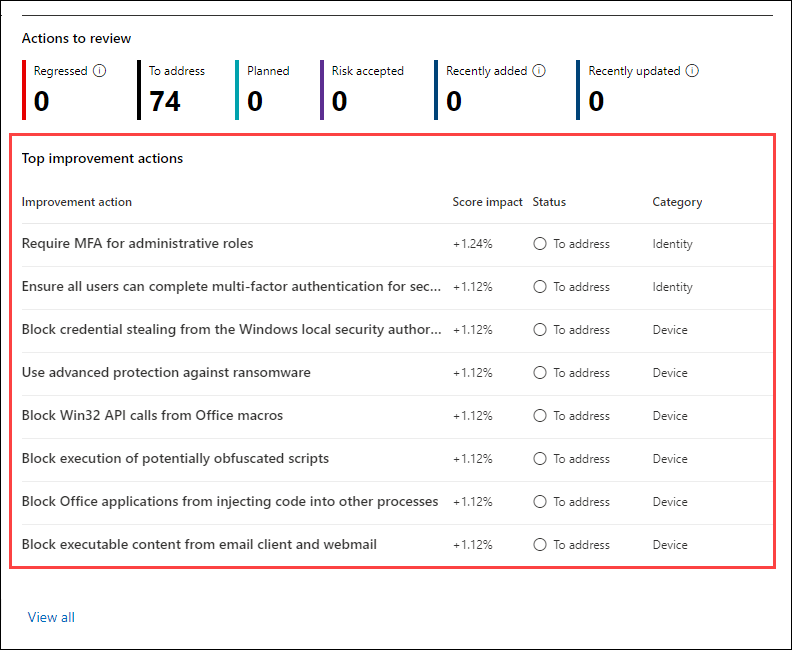 Actions to review
Regressed To address Planned Risk accepted Recently added Recently updated
0 74 0 0 0 0
Top improvement actions
Improvement action Score impact Status Category
Require MFA for administrative roles +1.24% To address Identity
Ensure all users can complete multi-factor authentication for sec... +1.12% To address Identity
Block credential stealing from the Windows local security author... +1.12% To address Device
Use advanced protection against ransomware +1.12% To address Device
Block Win32 API calls from Office macros +1.12% To address Device
Block execution of potentially obfuscated scripts +1.12% To address Device
Block Office applications from injecting code into other processes +1.12% To address Device
Block executable content from email client and webmail +1.12% To address Device
View all